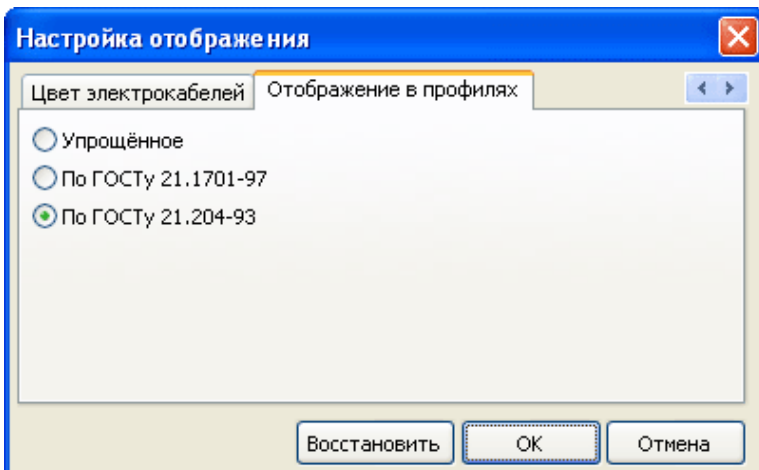 Настройка отображения
Цвет электрокабелей Отображение в профилях
Упрощённое
По ГОСТу 21.1701-97
По ГОСТу 21.204-93
Восстановить ОК Отмена